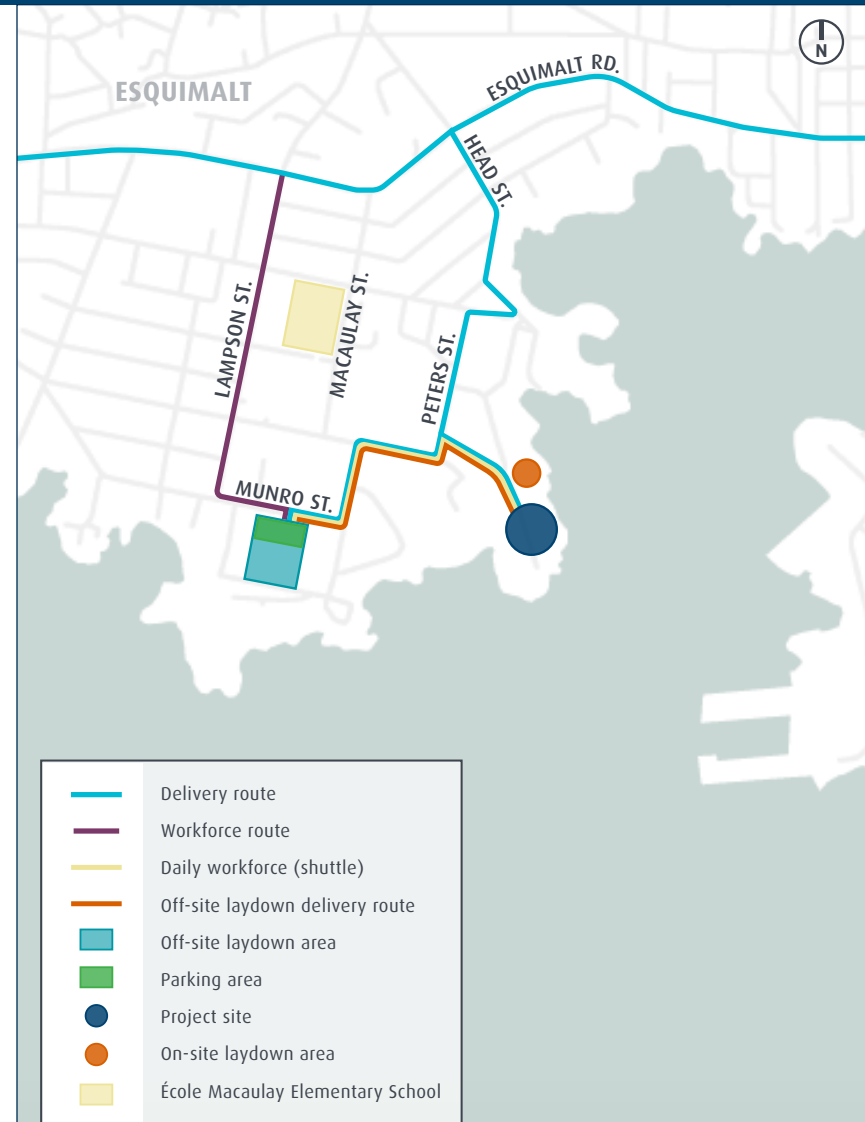 N
ESQUIMALT
ESQUIMALT RD.
HEAD ST.
LAMPSON ST.
MACAULAY ST.
PETERS ST.
MUNRO ST.
Delivery route
Workforce route
Daily workforce (shuttle)
Off-site laydown delivery route
Off-site laydown area
Parking area
Project site
On-site laydown area
École Macaulay Elementary School